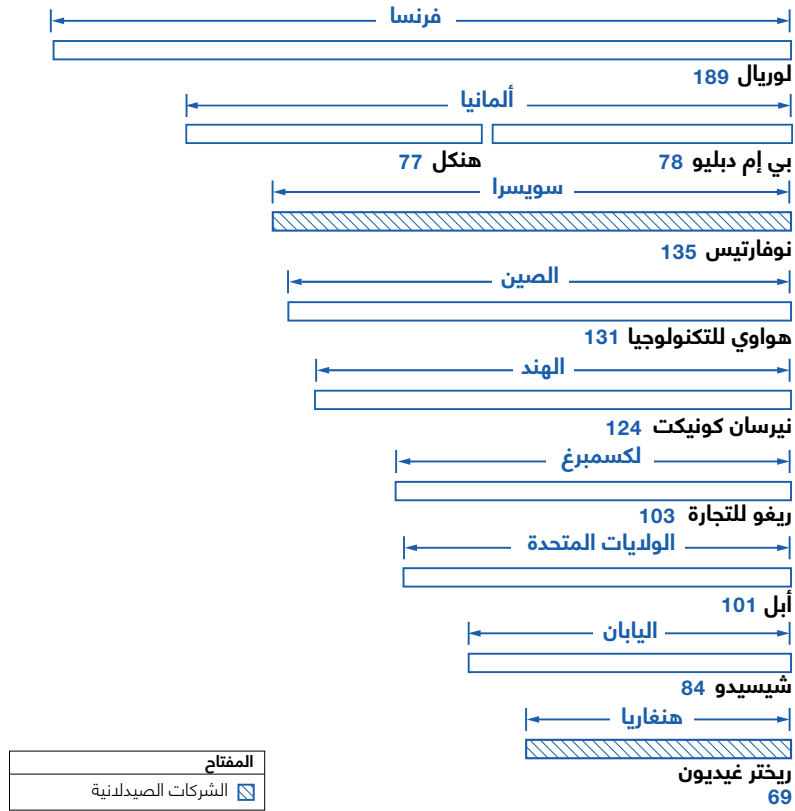 فرنسا
لوريال 189
ألمانيا
بي إم دبليو 78
هنكل 77
سويسرا
نوفارتيس 135
الصين
هواوي للتكنولوجيا 131
الهند
نيرسان كونيكت 124
لكسمبرغ
ريغو للتجارة 103
الولايات المتحدة
أبل 101
اليابان
شيسيدو 84
هنغاريا
ريختر غيديون
69
المفتاح
الشركات الصيدلانية